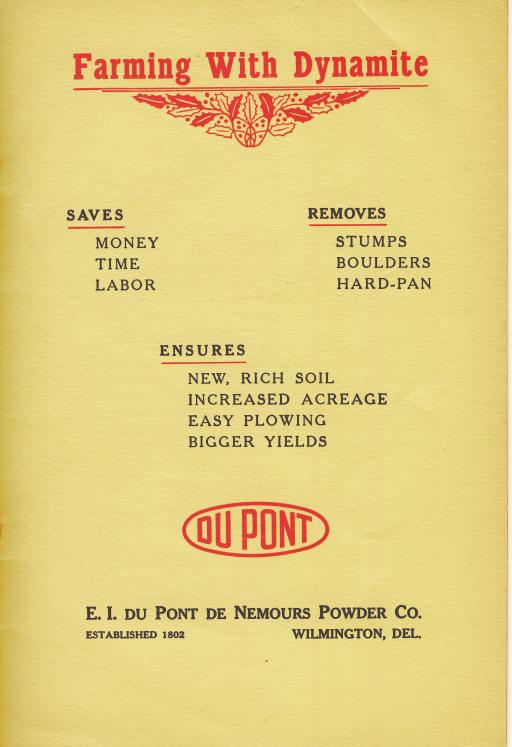 Farming With Dynamite
SAVES
MONEY
TIME
LABOR
REMOVES
STUMPS
BOULDERS
HARD-PAN
ENSURES
NEW, RICH SOIL
INCREASED ACREAGE
EASY PLOWING
BIGGER YIELDS
DU PONT
E. I. DU PONT DE NEMOURS POWDER CO.
ESTABLISHED 1802 WILMINGTON, DEL.